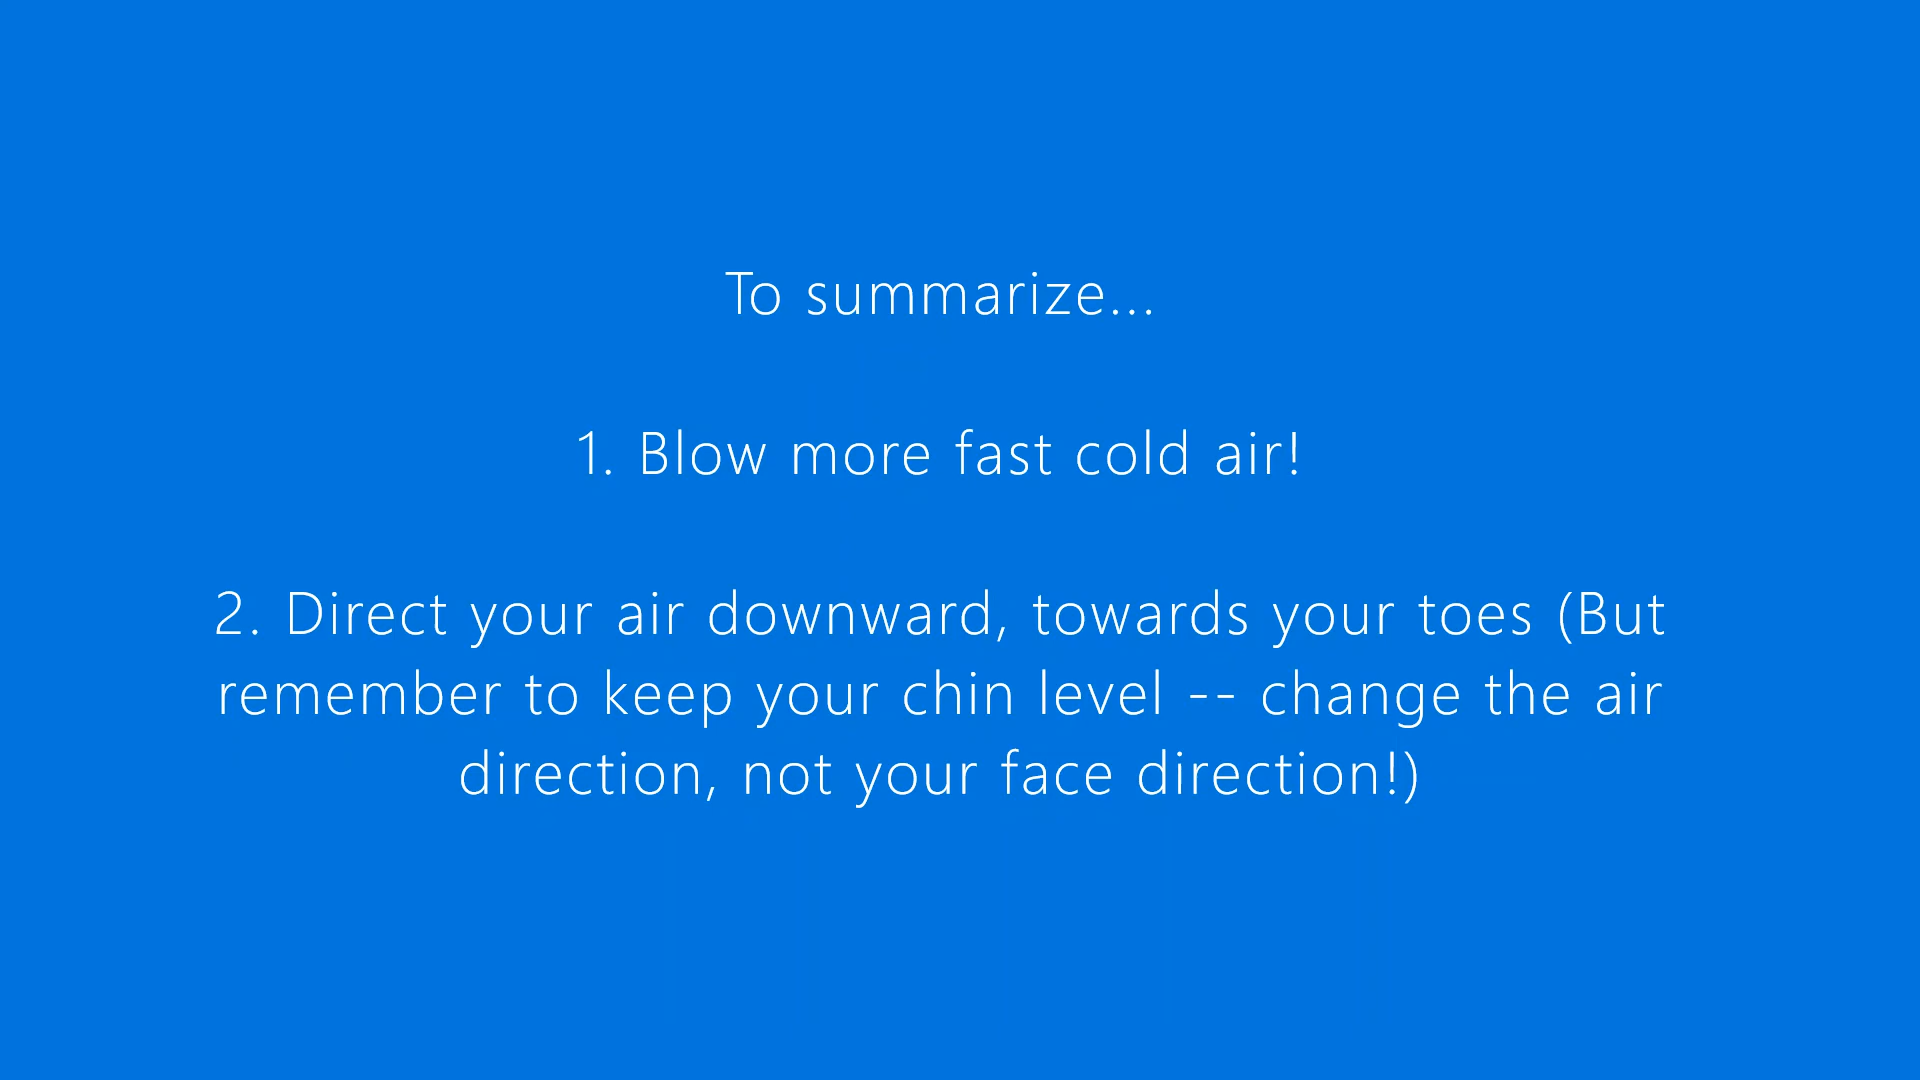 To summarize...
1. Blow more fast cold air!
2. Direct your air downward, towards your toes (But
remember to keep your chin level -- change the air
direction, not your face direction!)